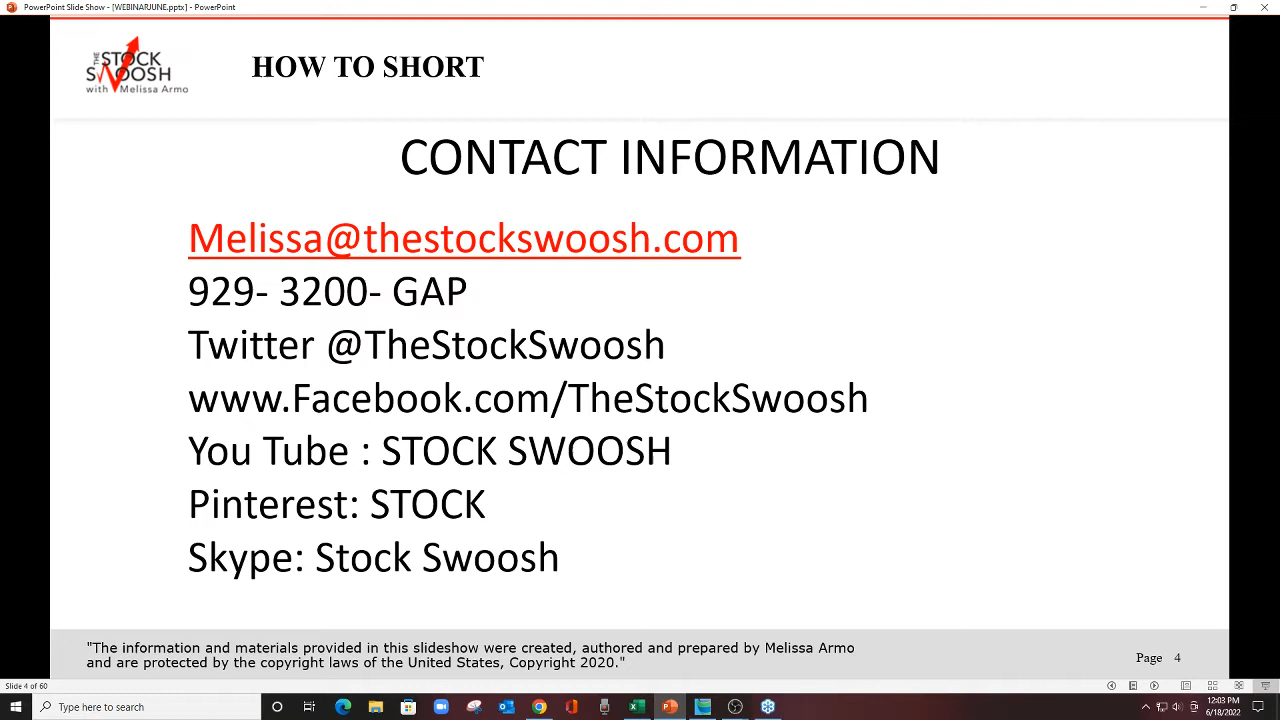 PowerPoint Slide Show - [WEBINARJUNE.pptx] - PowerPoint
THE STOCK
SWOOSH
with Melissa Armo
HOW TO SHORT
CONTACT INFORMATION
Melissa@thestockswoosh.com
929- 3200- GAP
Twitter @TheStockSwoosh
www.Facebook.com/TheStockSwoosh
You Tube : STOCK SWOOSH
Pinterest: STOCK
Skype: Stock Swoosh
"The information and materials provided in this slideshow were created, authored and prepared by Melissa Armo
and are protected by the copyright laws of the United States, Copyright 2020."
Page 4
Slide 4 of 60
Type here to search
12:03 PM
6/18/2022